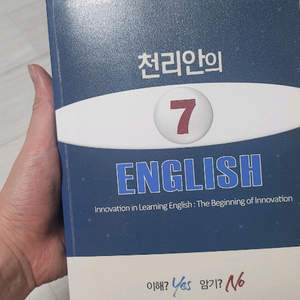 천리안의
7
ENGLISH
Innovation in Learning English : The Beginning of Innovation
이해? Yes 암기? No